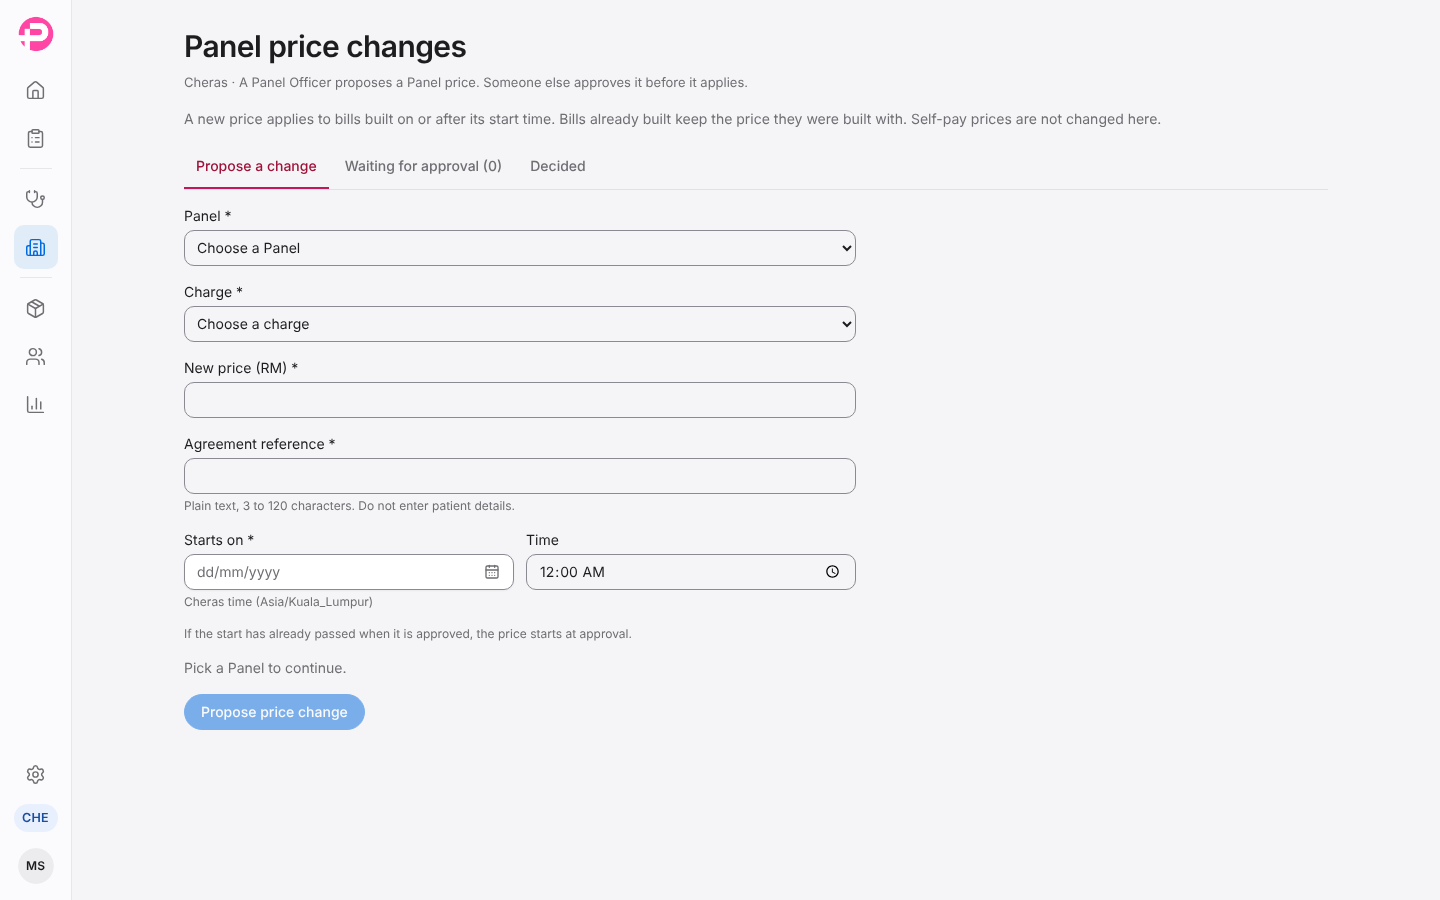 Panel price changes
Cheras · A Panel Officer proposes a Panel price. Someone else approves it before it applies.
A new price applies to bills built on or after its start time. Bills already built keep the price they were built with. Self-pay prices are not changed here.
Propose a change
Waiting for approval (0)
Decided
Panel *
Choose a Panel
Charge *
Choose a charge
New price (RM) *
Agreement reference *
Plain text, 3 to 120 characters. Do not enter patient details.
Starts on *
Time
dd/mm/yyyy
12:00 AM
Cheras time (Asia/Kuala_Lumpur)
If the start has already passed when it is approved, the price starts at approval.
Pick a Panel to continue.
Propose price change
CHE
MS